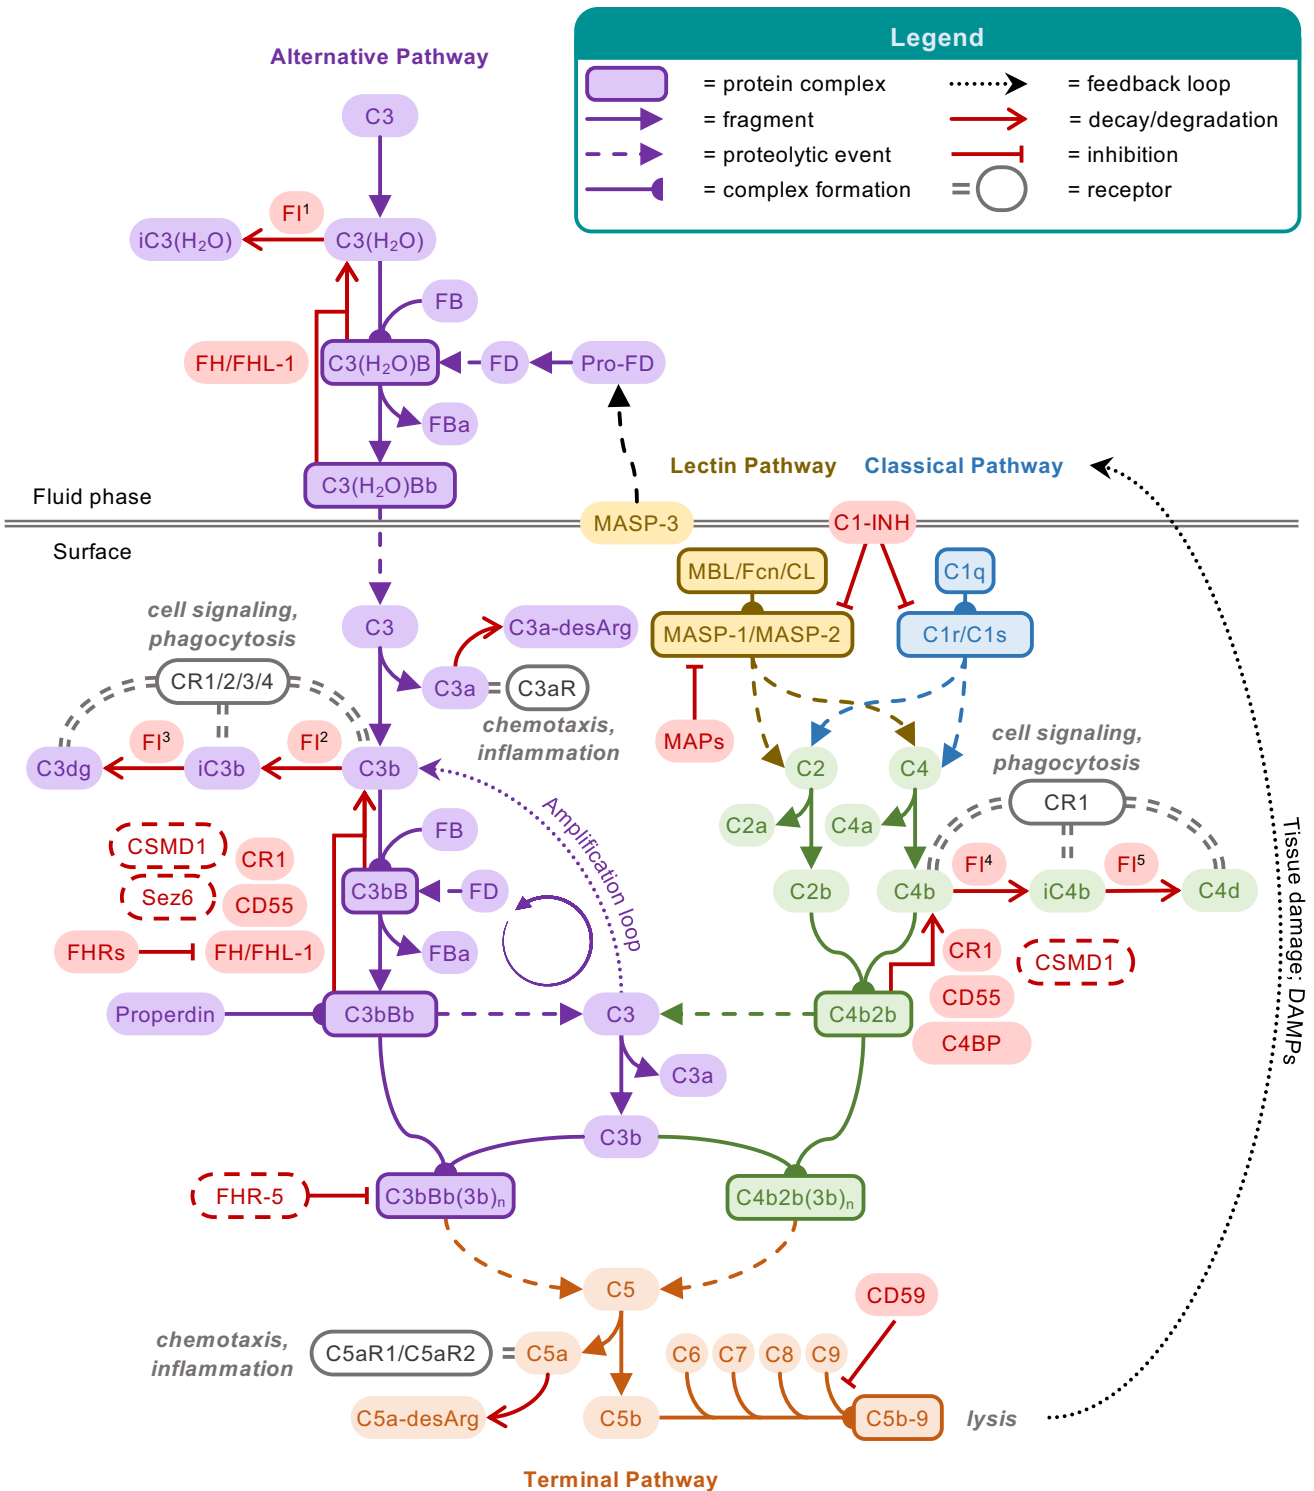 Alternative Pathway
Legend
= protein complex
= feedback loop
= fragment
= decay/degradation
= proteolytic event
= inhibition
= complex formation
= receptor
C3
FI¹
iC3(H₂O)
C3(H₂O)
FB
FH/FHL-1
C3(H₂O)B
FD
Pro-FD
FBa
Lectin Pathway
Classical Pathway
C3(H₂O)Bb
Fluid phase
MASP-3
C1-INH
Surface
MBL/Fcn/CL
C1q
cell signaling,
phagocytosis
C3
C3a-desArg
MASP-1/MASP-2
C1r/C1s
CR1/2/3/4
C3a
C3aR
chemotaxis,
inflammation
MAPs
cell signaling,
phagocytosis
FI³
FI²
C3dg
iC3b
C3b
C2
C4
CR1
Amplification loop
C2a
C4a
CSMD1
CR1
FB
Sez6
CD55
C3bB
FD
C2b
C4b
FI⁴
iC4b
FI⁵
C4d
FHRs
FH/FHL-1
FBa
CR1
CSMD1
CD55
C4BP
Properdin
C3bBb
C3
C4b2b
Tissue damage; DAMPs
C3a
C3b
FHR-5
C3bBb(3b)ₙ
C4b2b(3b)ₙ
C5
CD59
chemotaxis,
inflammation
C5aR1/C5aR2
C5a
C6
C7
C8
C9
C5a-desArg
C5b
C5b-9
lysis
Terminal Pathway